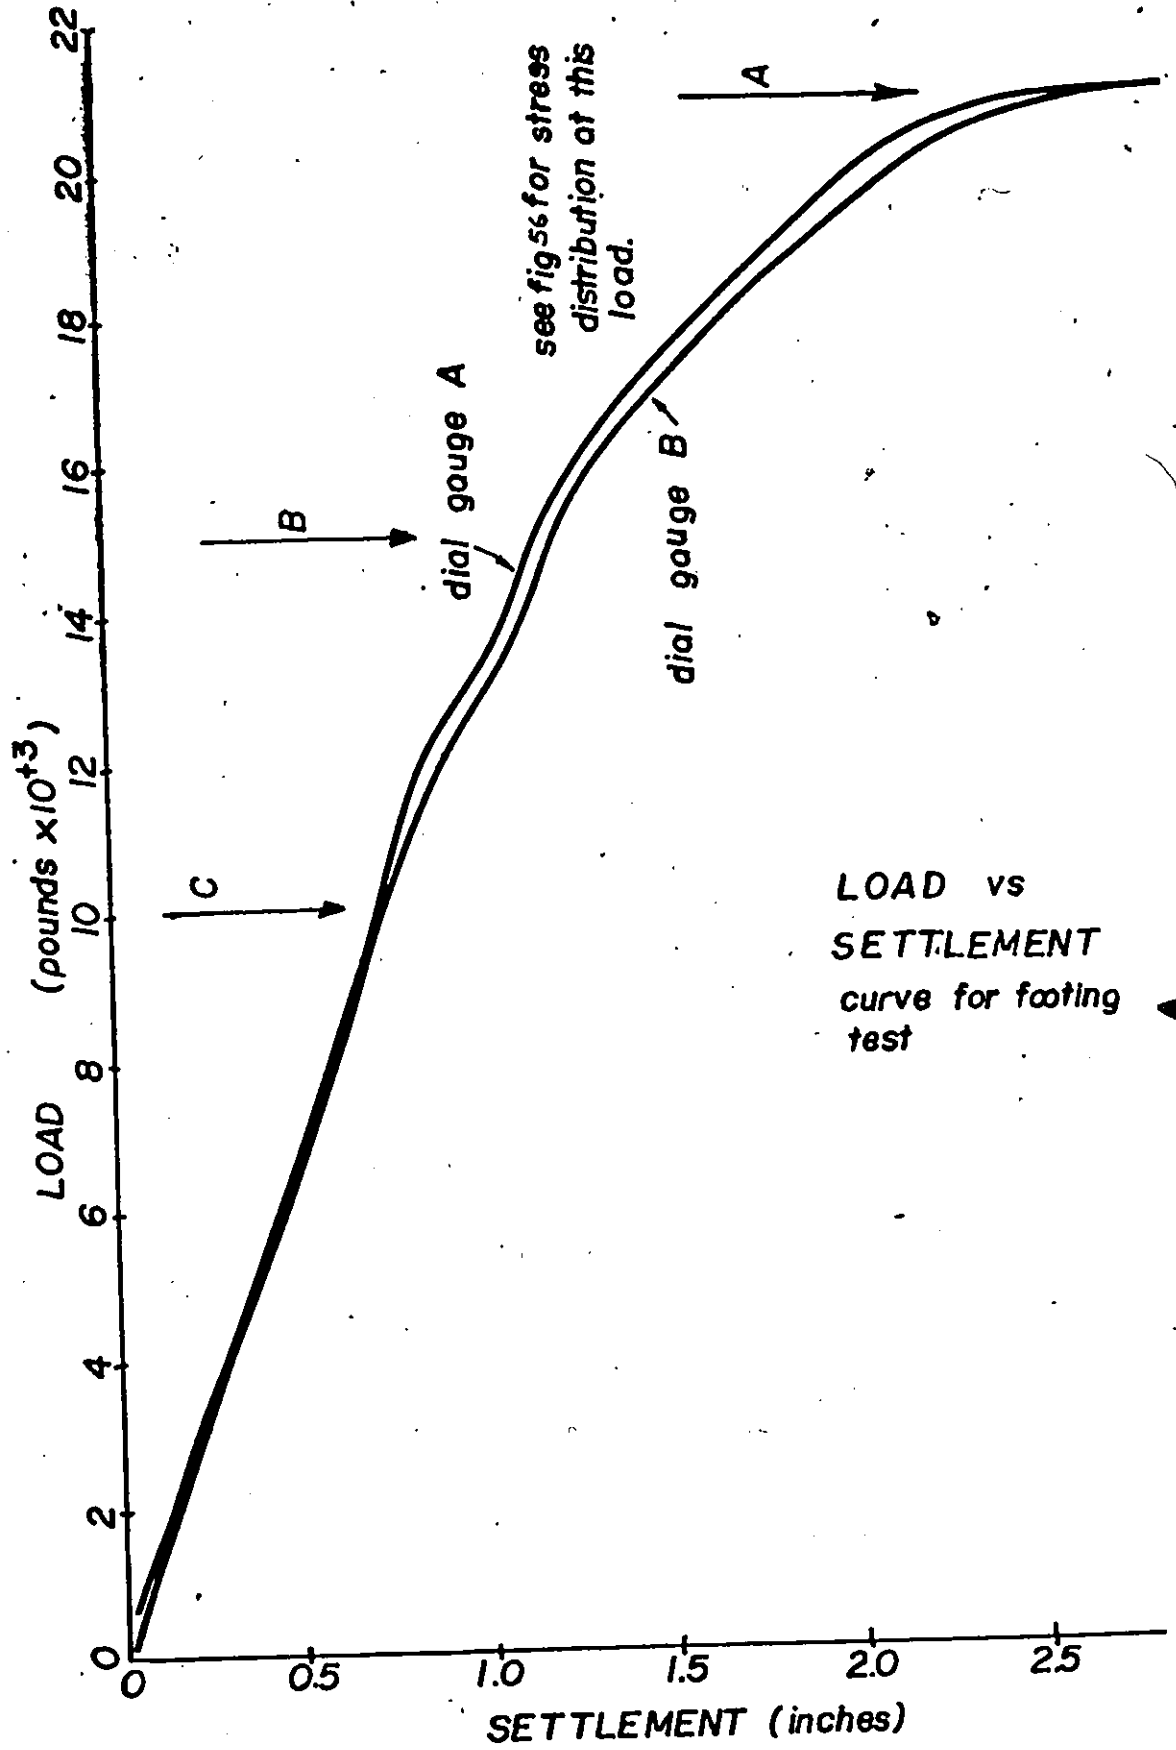 LOAD (pounds x10+3)
0 2 4 6 8 10 12 14 16 18 20 22
C
B
A
dial gauge A
see fig 56 for stress
distribution at this
load.
dial gauge B
LOAD vs
SETTLEMENT
curve for footing
test
0 0.5 1.0 1.5 2.0 2.5
SETTLEMENT (inches)